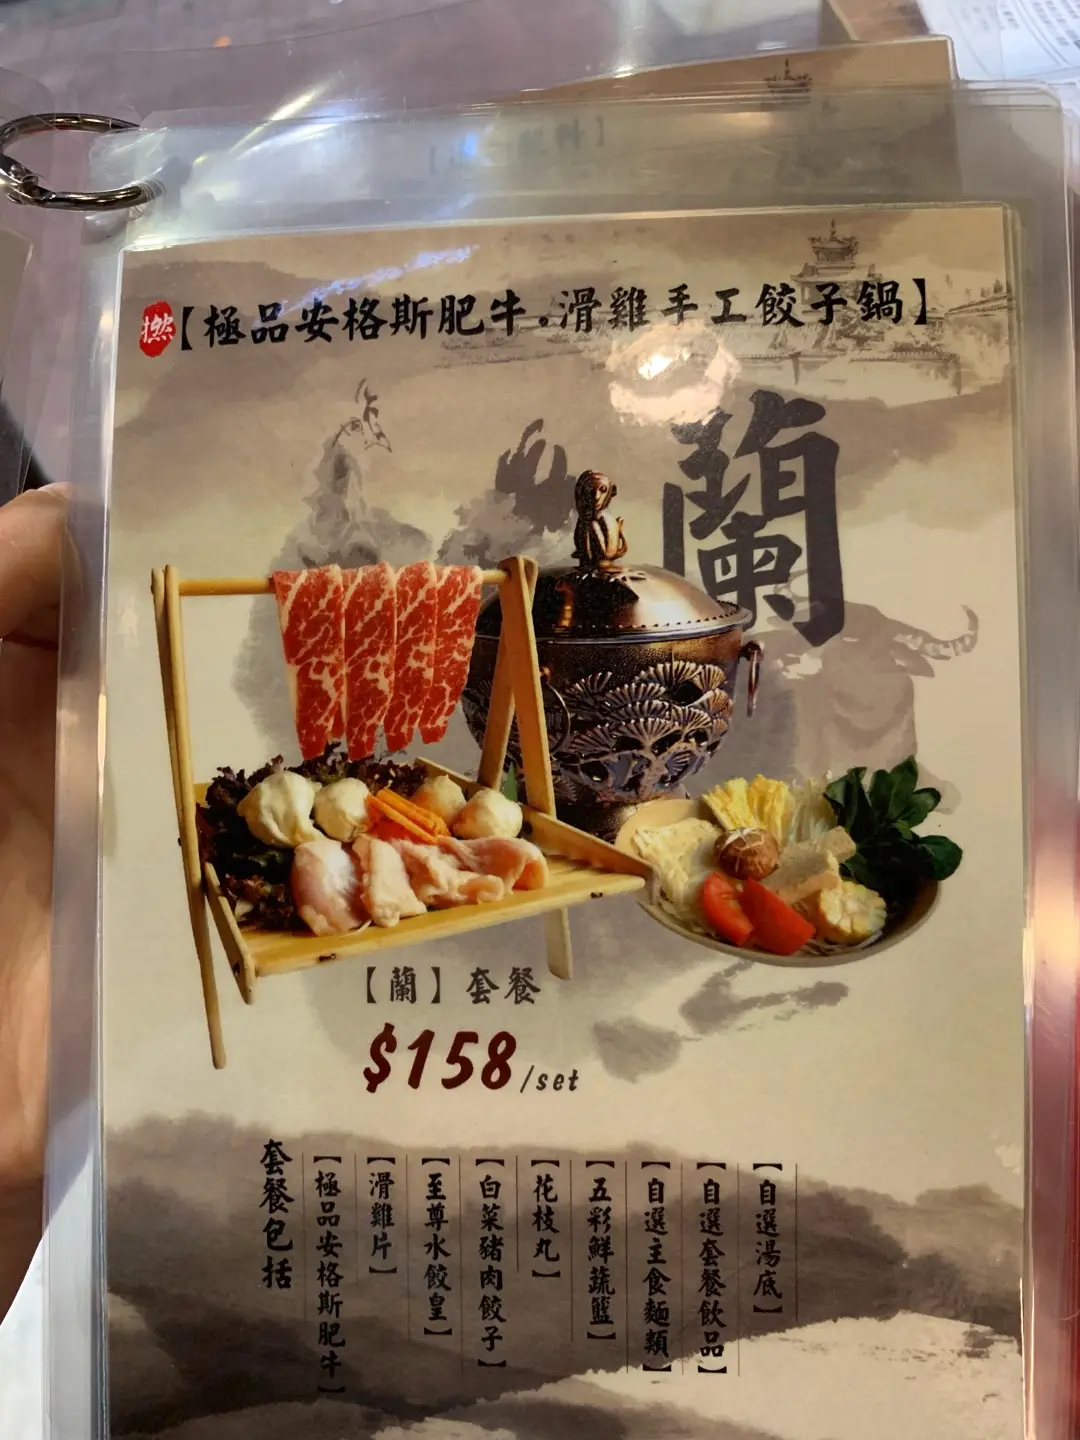 撚【極品安格斯肥牛.滑雞手工餃子鍋】
蘭
【蘭】套餐
$158/set
套餐包括
【極品安格斯肥牛】
【滑雞片】
【至尊水餃皇】
【白菜豬肉餃子】
【花枝丸】
【五彩鮮蔬籃】
【自選主食麵類】
【自選套餐飲品】
【自選湯底】